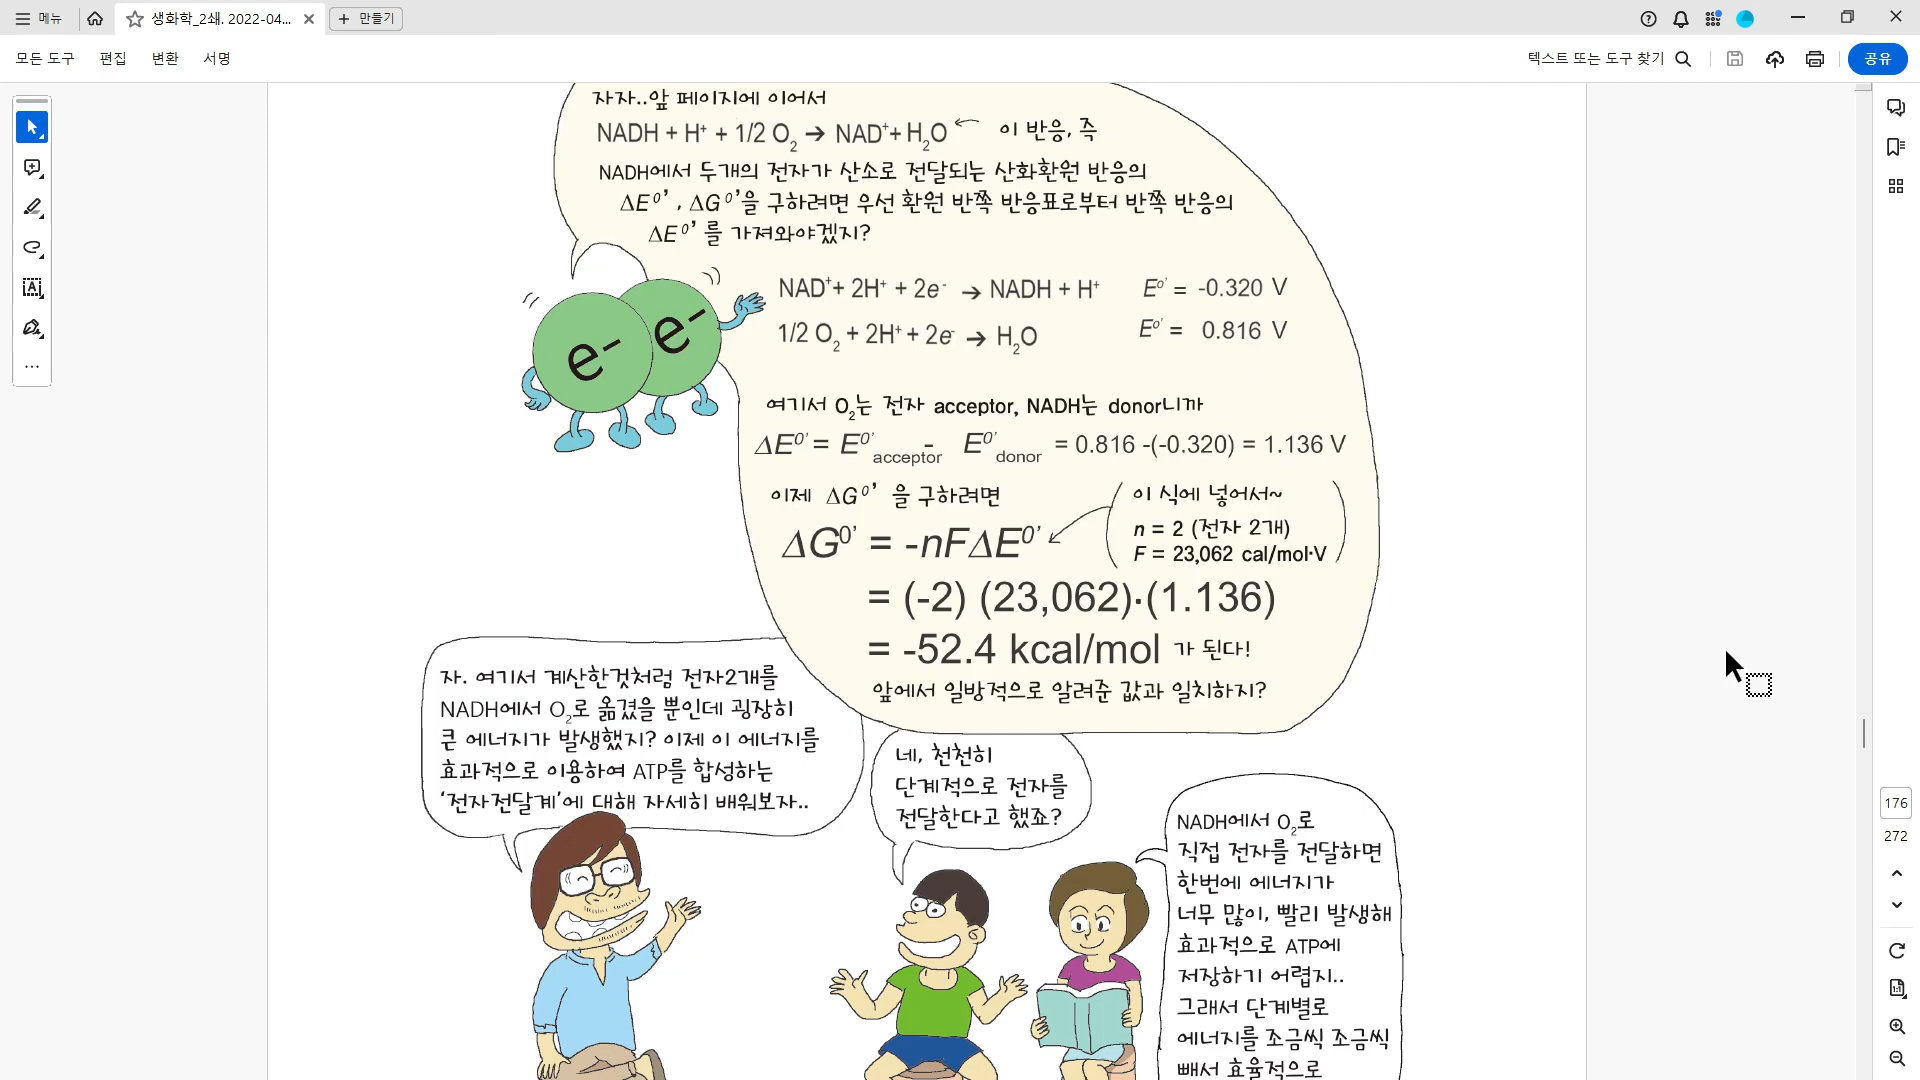 메뉴
생화학_2쇄. 2022-04...
만들기
모든 도구 편집 변환 서명
텍스트 또는 도구 찾기
공유
자자..앞 페이지에 이어서
NADH + H⁺ + 1/2 O₂ → NAD⁺+ H₂O ← 이 반응, 즉
NADH에서 두개의 전자가 산소로 전달되는 산화환원 반응의
ΔE⁰’ , ΔG⁰’을 구하려면 우선 환원 반쪽 반응표로부터 반쪽 반응의
ΔE⁰’를 가져와야겠지?
e-
e-
NAD⁺+ 2H⁺ + 2e⁻ → NADH + H⁺ E⁰' = -0.320 V
1/2 O₂ + 2H⁺ + 2e⁻ → H₂O E⁰' = 0.816 V
여기서 O₂는 전자 acceptor, NADH는 donor니까
ΔE⁰' = E⁰' acceptor - E⁰' donor = 0.816 -(-0.320) = 1.136 V
이제 ΔG⁰’ 을 구하려면
ΔG⁰' = -nFΔE⁰'
이 식에 넣어서~
n = 2 (전자 2개)
F = 23,062 cal/mol·V
= (-2) (23,062)·(1.136)
= -52.4 kcal/mol 가 된다!
앞에서 일방적으로 알려준 값과 일치하지?
자. 여기서 계산한것처럼 전자2개를
NADH에서 O₂로 옮겼을 뿐인데 굉장히
큰 에너지가 발생했지? 이제 이 에너지를
효과적으로 이용하여 ATP를 합성하는
‘전자전달계’에 대해 자세히 배워보자..
네, 천천히
단계적으로 전자를
전달한다고 했죠?
NADH에서 O₂로
직접 전자를 전달하면
한번에 에너지가
너무 많이, 빨리 발생해
효과적으로 ATP에
저장하기 어렵지..
그래서 단계별로
에너지를 조금씩 조금씩
빼서 효율적으로
176
272